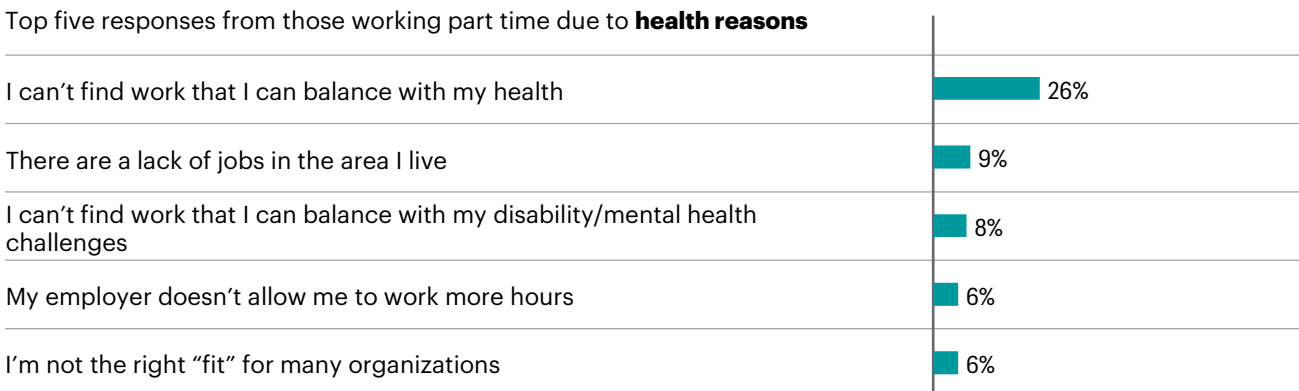 Top five responses from those working part time due to health reasons
I can’t find work that I can balance with my health
26%
There are a lack of jobs in the area I live
9%
I can’t find work that I can balance with my disability/mental health
challenges
8%
My employer doesn’t allow me to work more hours
6%
I’m not the right “fit” for many organizations
6%